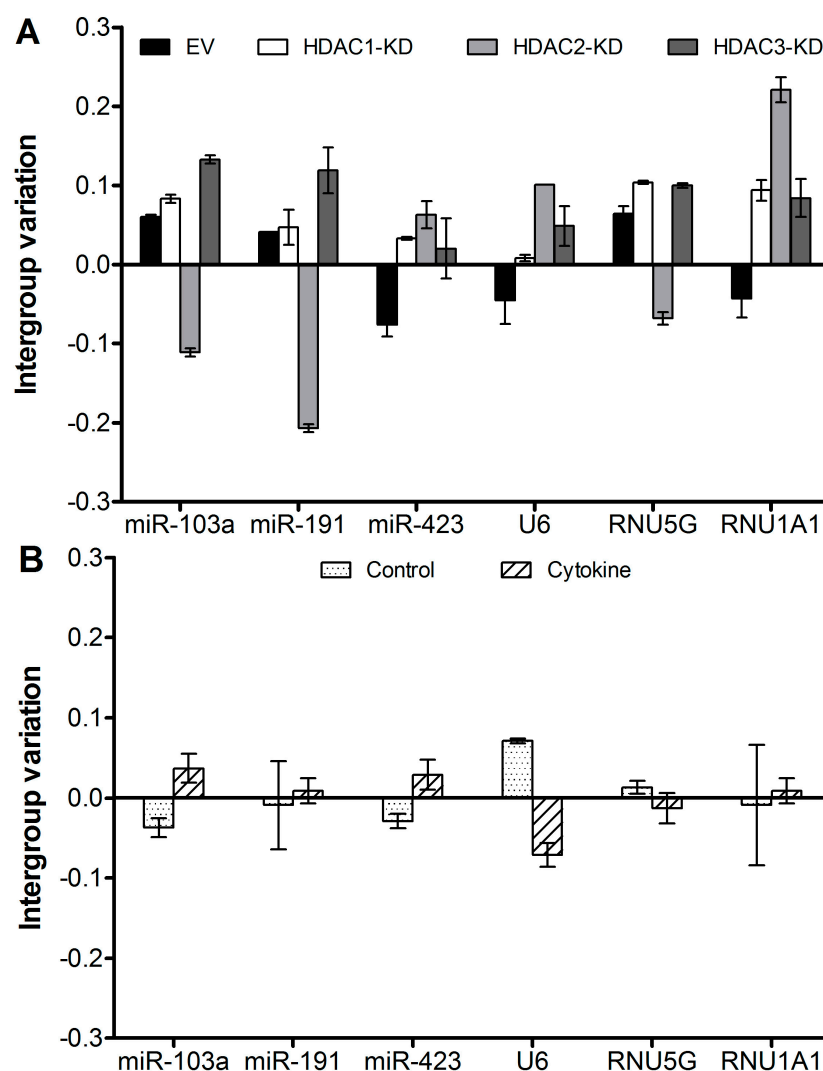 A
0.3
EV HDAC1-KD HDAC2-KD HDAC3-KD
0.2
0.1
0.0
-0.1
-0.2
-0.3
Intergroup variation
miR-103a miR-191 miR-423 U6 RNU5G RNU1A1
B
0.3
Control Cytokine
0.2
0.1
0.0
-0.1
-0.2
-0.3
Intergroup variation
miR-103a miR-191 miR-423 U6 RNU5G RNU1A1